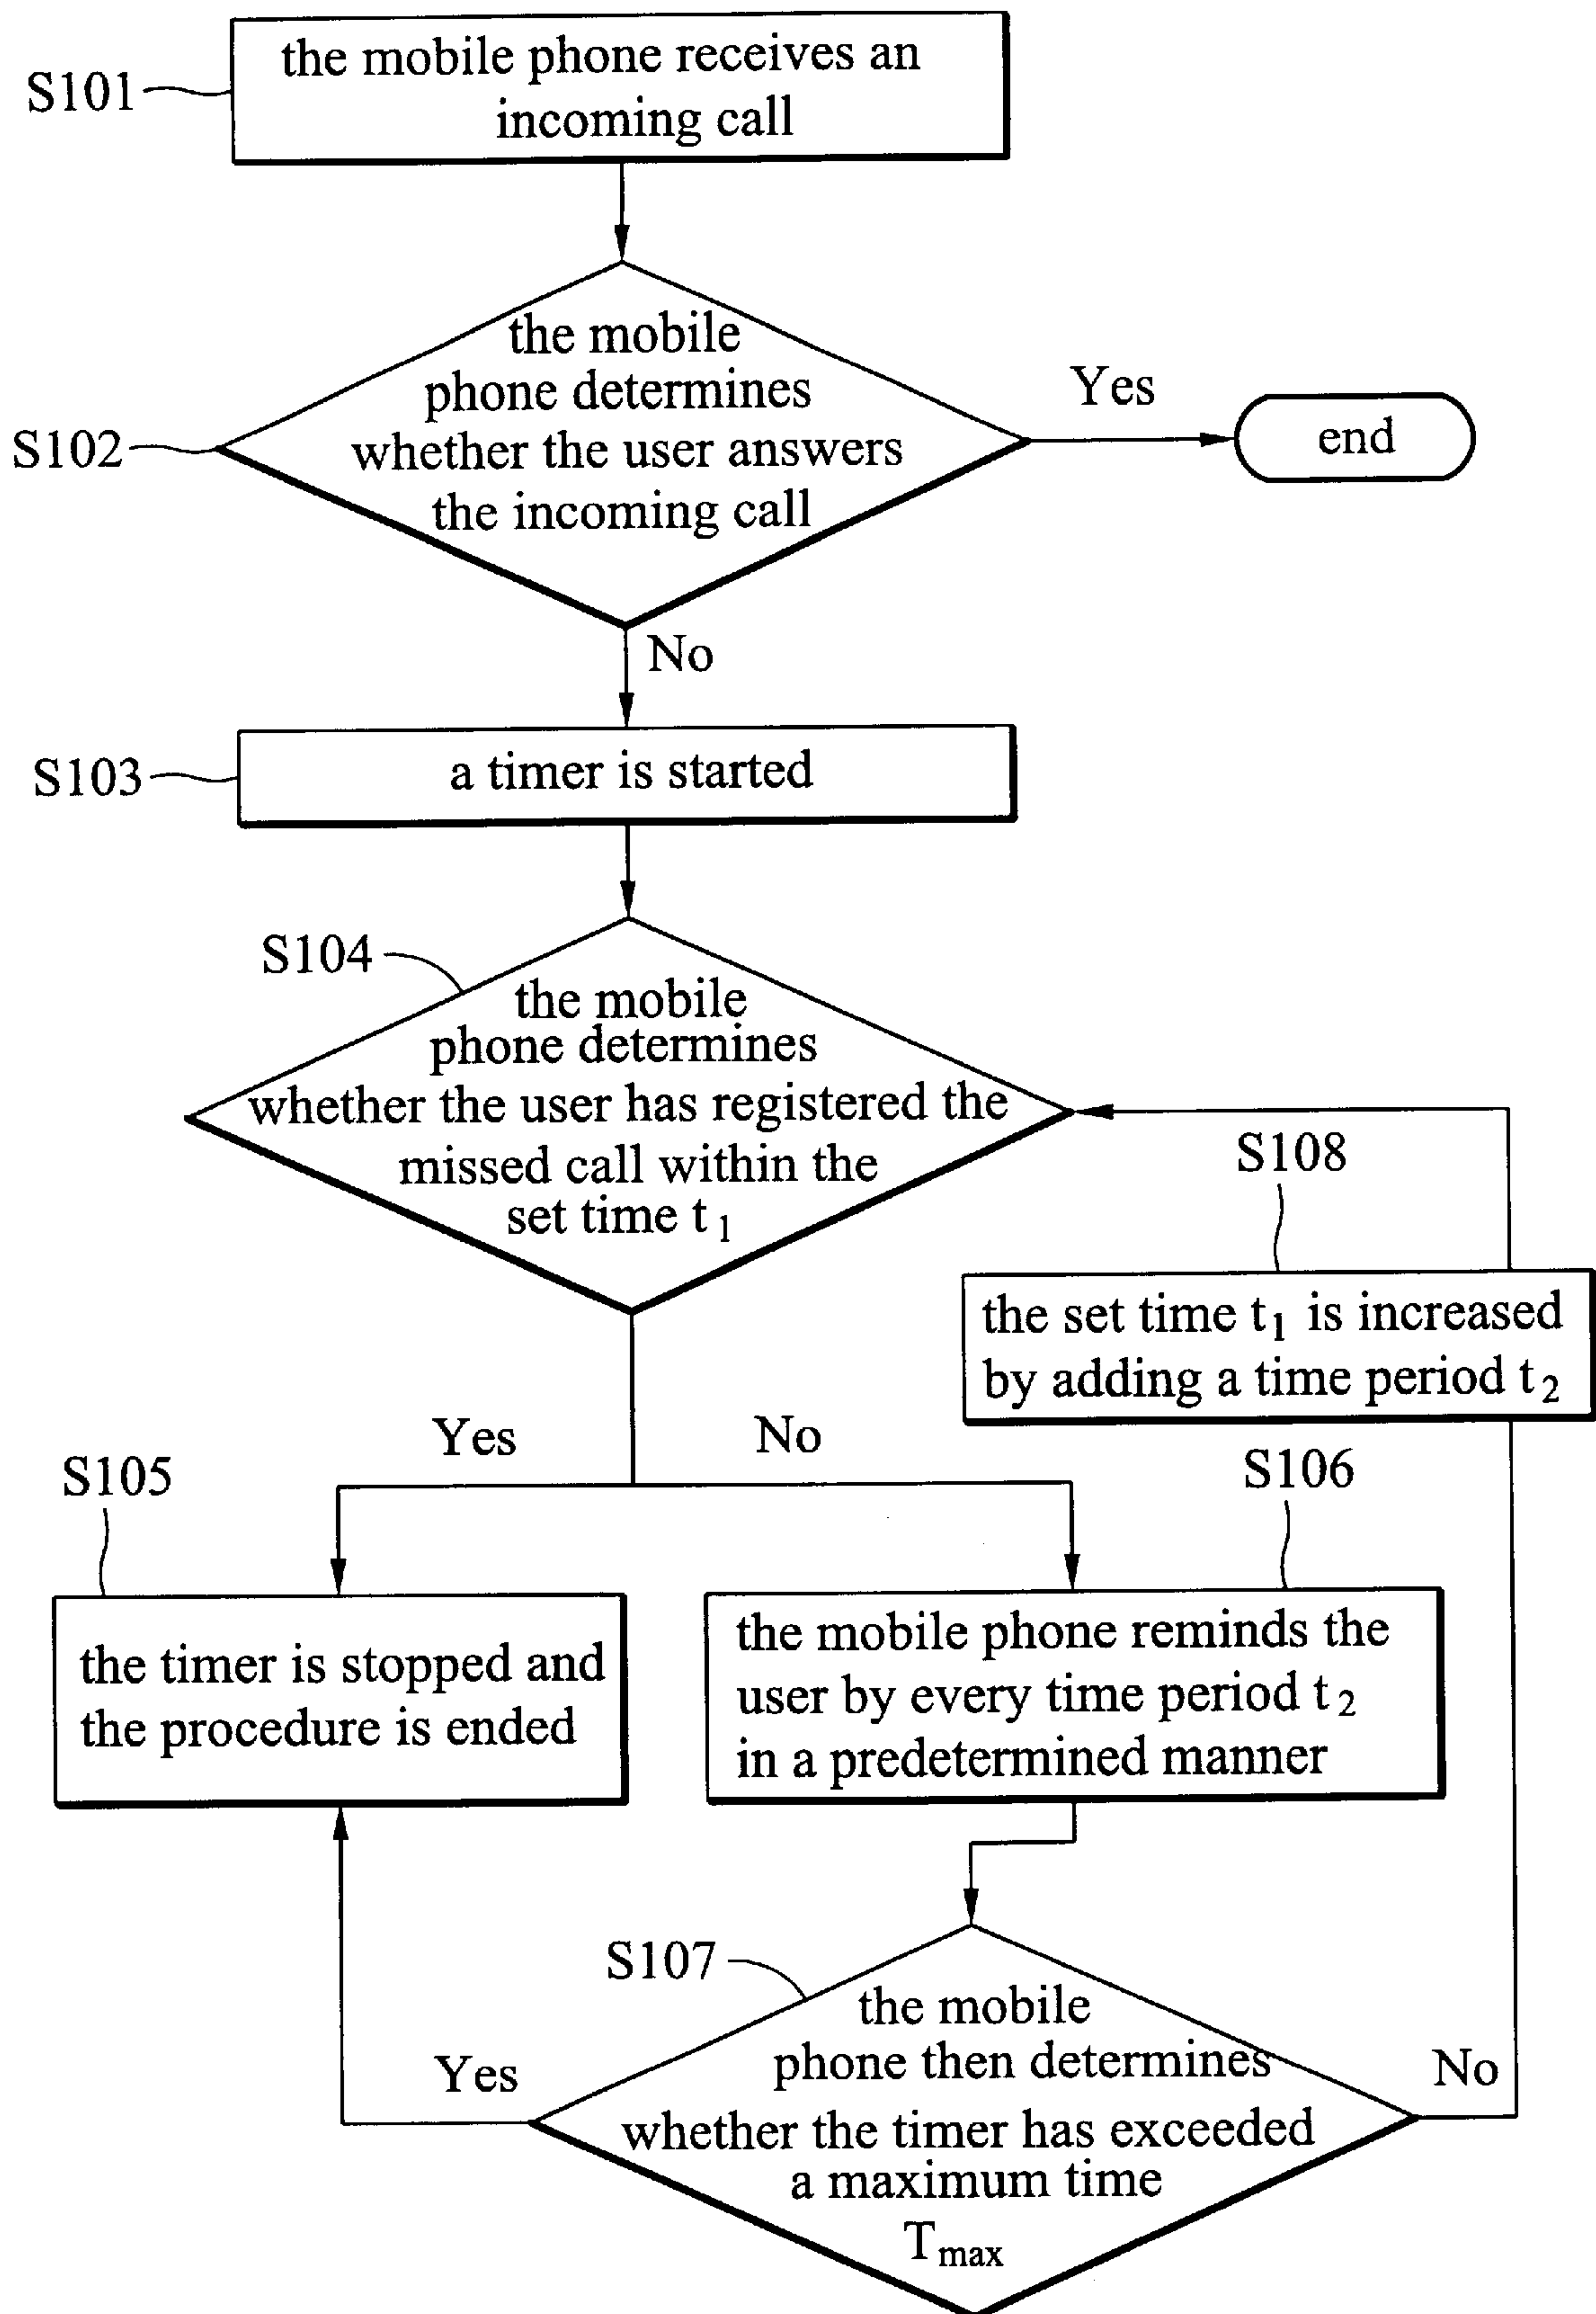 S101
the mobile phone receives an
incoming call
S102
the mobile
phone determines
whether the user answers
the incoming call
Yes
end
No
S103
a timer is started
S104
the mobile
phone determines
whether the user has registered the
missed call within the
set time t₁
S108
the set time t₁ is increased
by adding a time period t₂
Yes
No
S105
the timer is stopped and
the procedure is ended
S106
the mobile phone reminds the
user by every time period t₂
in a predetermined manner
S107
the mobile
phone then determines
whether the timer has exceeded
a maximum time
Tmax
Yes
No